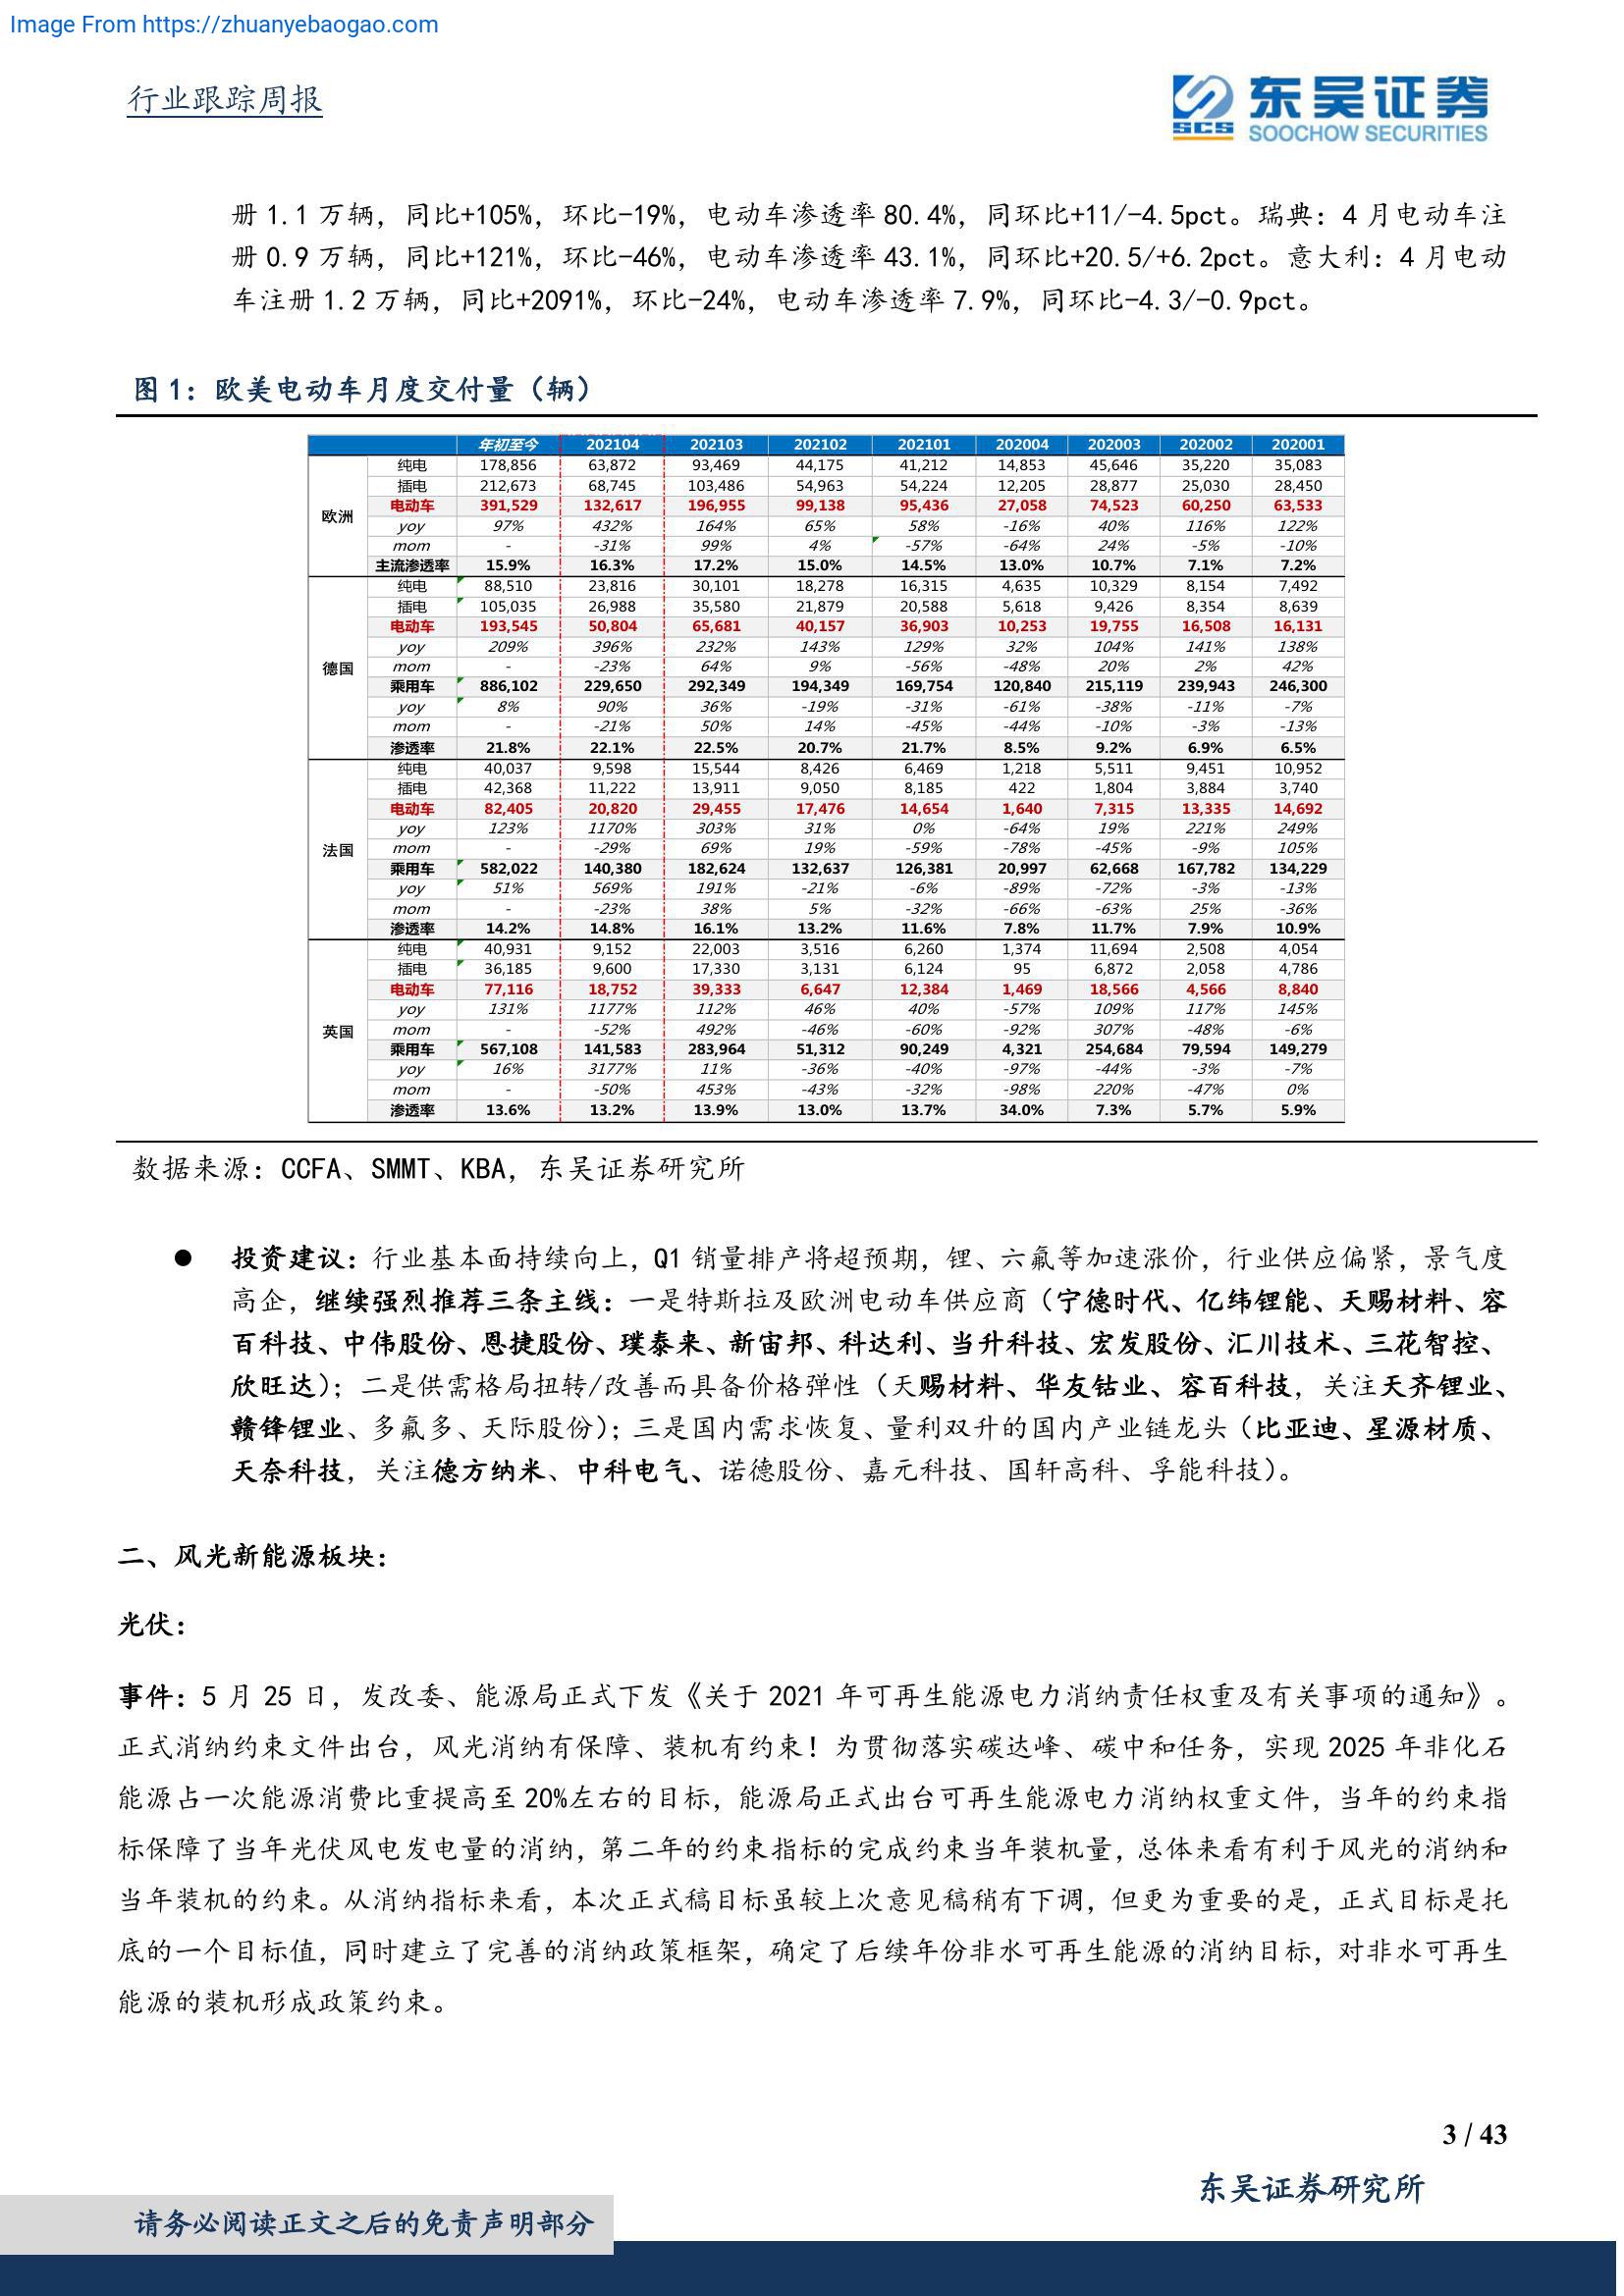 Image From https://zhuanyebaogao.com
行业跟踪周报
东吴证券
SCS
SOOCHOW SECURITIES
册 1.1 万辆，同比+105%，环比-19%，电动车渗透率 80.4%，同环比+11/-4.5pct。瑞典：4 月电动车注
册 0.9 万辆，同比+121%，环比-46%，电动车渗透率 43.1%，同环比+20.5/+6.2pct。意大利：4 月电动
车注册 1.2 万辆，同比+2091%，环比-24%，电动车渗透率 7.9%，同环比-4.3/-0.9pct。
图 1：欧美电动车月度交付量（辆）
年初至今 202104 202103 202102 202101 202004 202003 202002 202001
欧洲
纯电 178,856 63,872 93,469 44,175 41,212 14,853 45,646 35,220 35,083
插电 212,673 68,745 103,486 54,963 54,224 12,205 28,877 25,030 28,450
电动车 391,529 132,617 196,955 99,138 95,436 27,058 74,523 60,250 63,533
yoy 97% 432% 164% 65% 58% -16% 40% 116% 122%
mom - -31% 99% 4% -57% -64% 24% -5% -10%
主流渗透率 15.9% 16.3% 17.2% 15.0% 14.5% 13.0% 10.7% 7.1% 7.2%
德国
纯电 88,510 23,816 30,101 18,278 16,315 4,635 10,329 8,154 7,492
插电 105,035 26,988 35,580 21,879 20,588 5,618 9,426 8,354 8,639
电动车 193,545 50,804 65,681 40,157 36,903 10,253 19,755 16,508 16,131
yoy 209% 396% 232% 143% 129% 32% 104% 141% 138%
mom - -23% 64% 9% -56% -48% 20% 2% 42%
乘用车 886,102 229,650 292,349 194,349 169,754 120,840 215,119 239,943 246,300
yoy 8% 90% 36% -19% -31% -61% -38% -11% -7%
mom - -21% 50% 14% -45% -44% -10% -3% -13%
渗透率 21.8% 22.1% 22.5% 20.7% 21.7% 8.5% 9.2% 6.9% 6.5%
法国
纯电 40,037 9,598 15,544 8,426 6,469 1,218 5,511 9,451 10,952
插电 42,368 11,222 13,911 9,050 8,185 422 1,804 3,884 3,740
电动车 82,405 20,820 29,455 17,476 14,654 1,640 7,315 13,335 14,692
yoy 123% 1170% 303% 31% 0% -64% 19% 221% 249%
mom - -29% 69% 19% -59% -78% -45% -9% 105%
乘用车 582,022 140,380 182,624 132,637 126,381 20,997 62,668 167,782 134,229
yoy 51% 569% 191% -21% -6% -89% -72% -3% -13%
mom - -23% 38% 5% -32% -66% -63% 25% -36%
渗透率 14.2% 14.8% 16.1% 13.2% 11.6% 7.8% 11.7% 7.9% 10.9%
英国
纯电 40,931 9,152 22,003 3,516 6,260 1,374 11,694 2,508 4,054
插电 36,185 9,600 17,330 3,131 6,124 95 6,872 2,058 4,786
电动车 77,116 18,752 39,333 6,647 12,384 1,469 18,566 4,566 8,840
yoy 131% 1177% 112% 46% 40% -57% 109% 117% 145%
mom - -52% 492% -46% -60% -92% 307% -48% -6%
乘用车 567,108 141,583 283,964 51,312 90,249 4,321 254,684 79,594 149,279
yoy 16% 3177% 11% -36% -40% -97% -44% -3% -7%
mom - -50% 453% -43% -32% -98% 220% -47% 0%
渗透率 13.6% 13.2% 13.9% 13.0% 13.7% 34.0% 7.3% 5.7% 5.9%
数据来源：CCFA、SMMT、KBA，东吴证券研究所
● 投资建议：行业基本面持续向上，Q1 销量排产将超预期，锂、六氟等加速涨价，行业供应偏紧，景气度
高企，继续强烈推荐三条主线：一是特斯拉及欧洲电动车供应商（宁德时代、亿纬锂能、天赐材料、容
百科技、中伟股份、恩捷股份、璞泰来、新宙邦、科达利、当升科技、宏发股份、汇川技术、三花智控、
欣旺达）；二是供需格局扭转/改善而具备价格弹性（天赐材料、华友钴业、容百科技，关注天齐锂业、
赣锋锂业、多氟多、天际股份）；三是国内需求恢复、量利双升的国内产业链龙头（比亚迪、星源材质、
天奈科技，关注德方纳米、中科电气、诺德股份、嘉元科技、国轩高科、孚能科技）。
二、风光新能源板块：
光伏：
事件：5 月 25 日，发改委、能源局正式下发《关于 2021 年可再生能源电力消纳责任权重及有关事项的通知》。
正式消纳约束文件出台，风光消纳有保障、装机有约束！为贯彻落实碳达峰、碳中和任务，实现 2025 年非化石
能源占一次能源消费比重提高至 20%左右的目标，能源局正式出台可再生能源电力消纳权重文件，当年的约束指
标保障了当年光伏风电发电量的消纳，第二年的约束指标的完成约束当年装机量，总体来看有利于风光的消纳和
当年装机的约束。从消纳指标来看，本次正式稿目标虽较上次意见稿稍有下调，但更为重要的是，正式目标是托
底的一个目标值，同时建立了完善的消纳政策框架，确定了后续年份非水可再生能源的消纳目标，对非水可再生
能源的装机形成政策约束。
3 / 43
东吴证券研究所
请务必阅读正文之后的免责声明部分